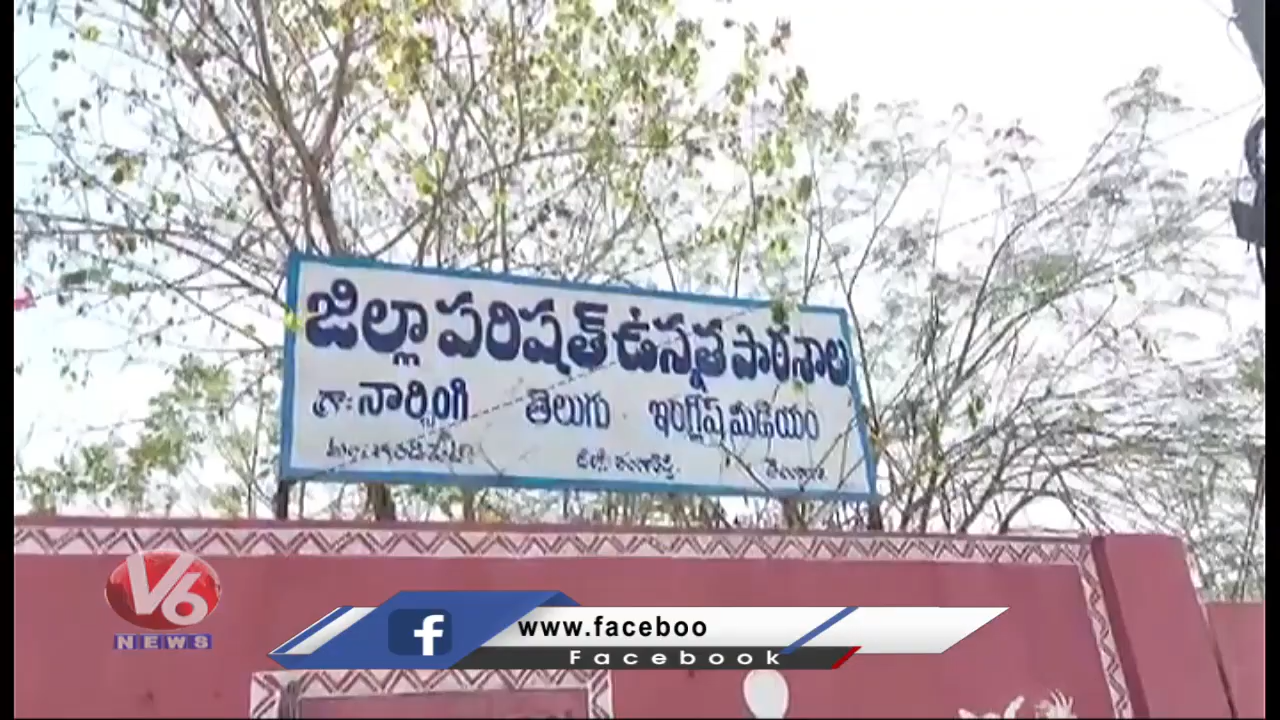 జిల్లా పరిషత్ ఉన్నత పాఠశాల
గ్రా: నార్సింగి తెలుగు ఇంగ్లీష్ మీడియం
V6
NEWS
www.faceboo
Facebook